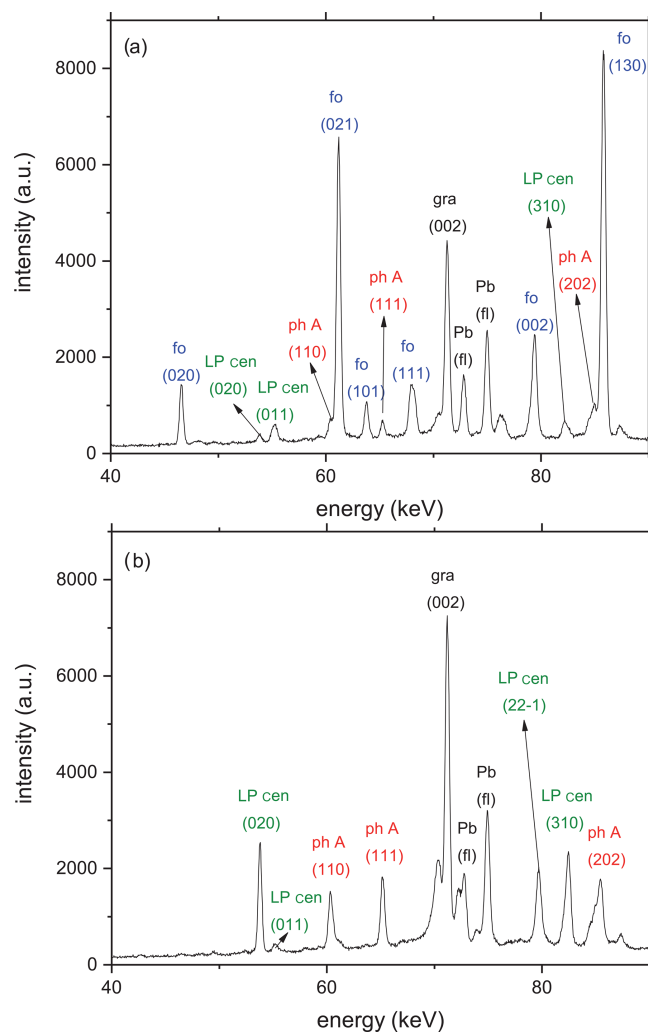 (a)
fo
(130)
8000
fo
(021)
6000
LP cen
(310)
gra
(002)
ph A
(202)
intensity (a.u.)
4000
ph A
(111)
Pb
(fl)
ph A
(110)
Pb
(fl)
fo
(002)
2000
fo
(020)
LP cen
(020)
LP cen
(011)
fo
(101)
fo
(111)
0
40
60
80
energy (keV)
(b)
8000
gra
(002)
6000
LP cen
(22-1)
intensity (a.u.)
4000
Pb
(fl)
LP cen
(020)
ph A
(110)
ph A
(111)
Pb
(fl)
LP cen
(310)
ph A
(202)
2000
LP cen
(011)
0
40
60
80
energy (keV)